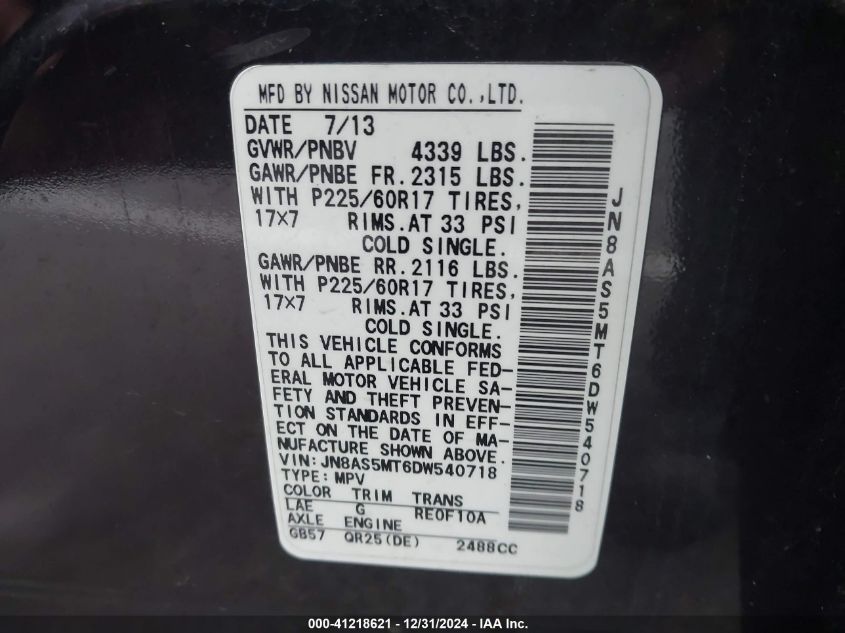 MFD BY NISSAN MOTOR CO.,LTD.
DATE 7/13
GVWR/PNBV 4339 LBS.
GAWR/PNBE FR.2315 LBS.
WITH P225/60R17 TIRES,
17×7 RIMS.AT 33 PSI
COLD SINGLE.
GAWR/PNBE RR.2116 LBS.
WITH P225/60R17 TIRES,
17×7 RIMS.AT 33 PSI
COLD SINGLE.
THIS VEHICLE CONFORMS
TO ALL APPLICABLE FED-
ERAL MOTOR VEHICLE SA-
FETY AND THEFT PREVEN-
TION STANDARDS IN EFF-
ECT ON THE DATE OF MA-
NUFACTURE SHOWN ABOVE.
VIN:JN8AS5MT6DW540718
TYPE:MPV
COLOR TRIM TRANS
LAE G RE0F10A
AXLE ENGINE
GB57 QR25(DE) 2488CC
JN8AS5MT6DW540718
000-41218621 - 12/31/2024 - IAA Inc.